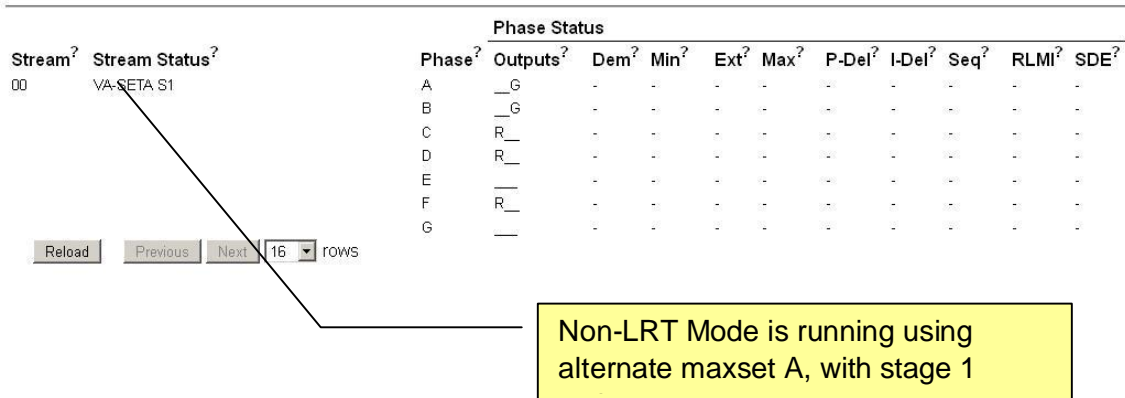 Phase Status
Stream? Stream Status? Phase? Outputs? Dem? Min? Ext? Max? P-Del? I-Del? Seq? RLMI? SDE?
00 VA-SETA S1 A __G - - - - - - - - -
B __G - - - - - - - - -
C R__ - - - - - - - - -
D R__ - - - - - - - - -
E ___ - - - - - - - - -
F R__ - - - - - - - - -
G ___ - - - - - - - - -
Reload Previous Next 16 rows
Non-LRT Mode is running using
alternate maxset A, with stage 1